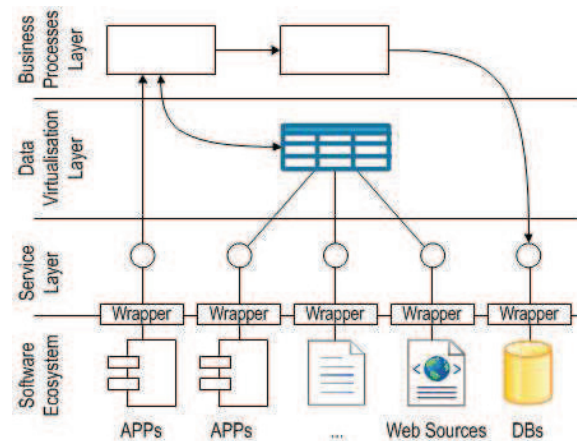 Business
Processes
Layer
Data
Virtualisation
Layer
Service
Layer
Wrapper Wrapper Wrapper Wrapper Wrapper
Software
Ecosystem
APPs APPs ... Web Sources DBs